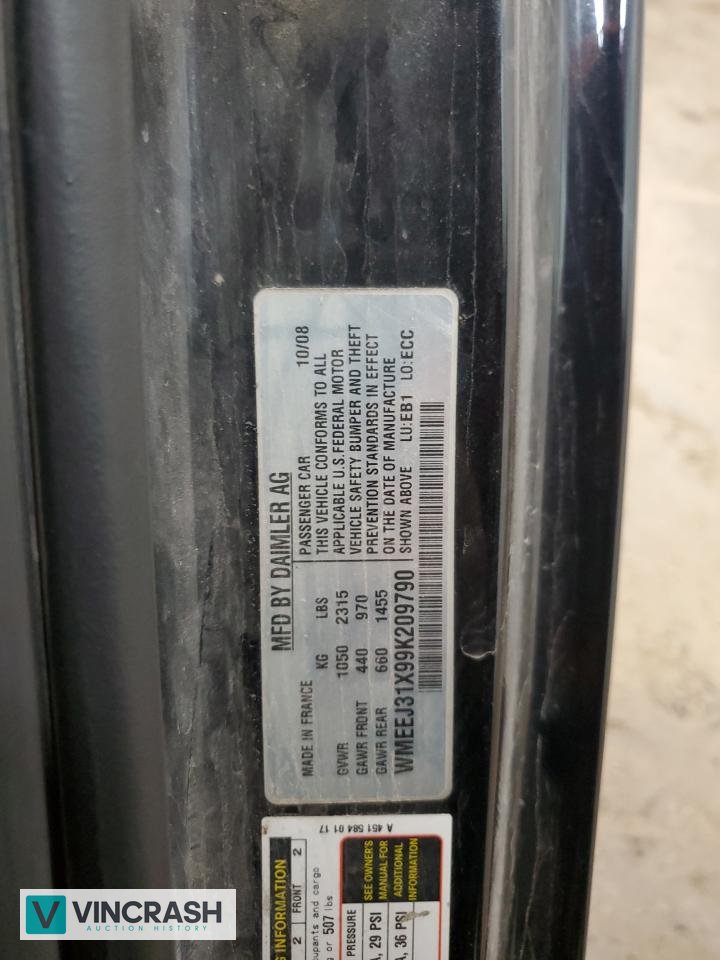 MFD BY DAIMLER AG
MADE IN FRANCE
KG LBS
GVWR 1050 2315
GAWR FRONT 440 970
GAWR REAR 660 1455
PASSENGER CAR 10/08
THIS VEHICLE CONFORMS TO ALL
APPLICABLE U.S. FEDERAL MOTOR
VEHICLE SAFETY BUMPER AND THEFT
PREVENTION STANDARDS IN EFFECT
ON THE DATE OF MANUFACTURE
SHOWN ABOVE LU:EB1 LO:ECC
WMEEJ31X99K209790
A 451 584 01 17
INFORMATION
2 FRONT 2
and cargo
or 507 lbs
PRESSURE
29 PSI
36 PSI
SEE OWNER'S
MANUAL FOR
ADDITIONAL
INFORMATION
VINCRASH
AUCTION HISTORY